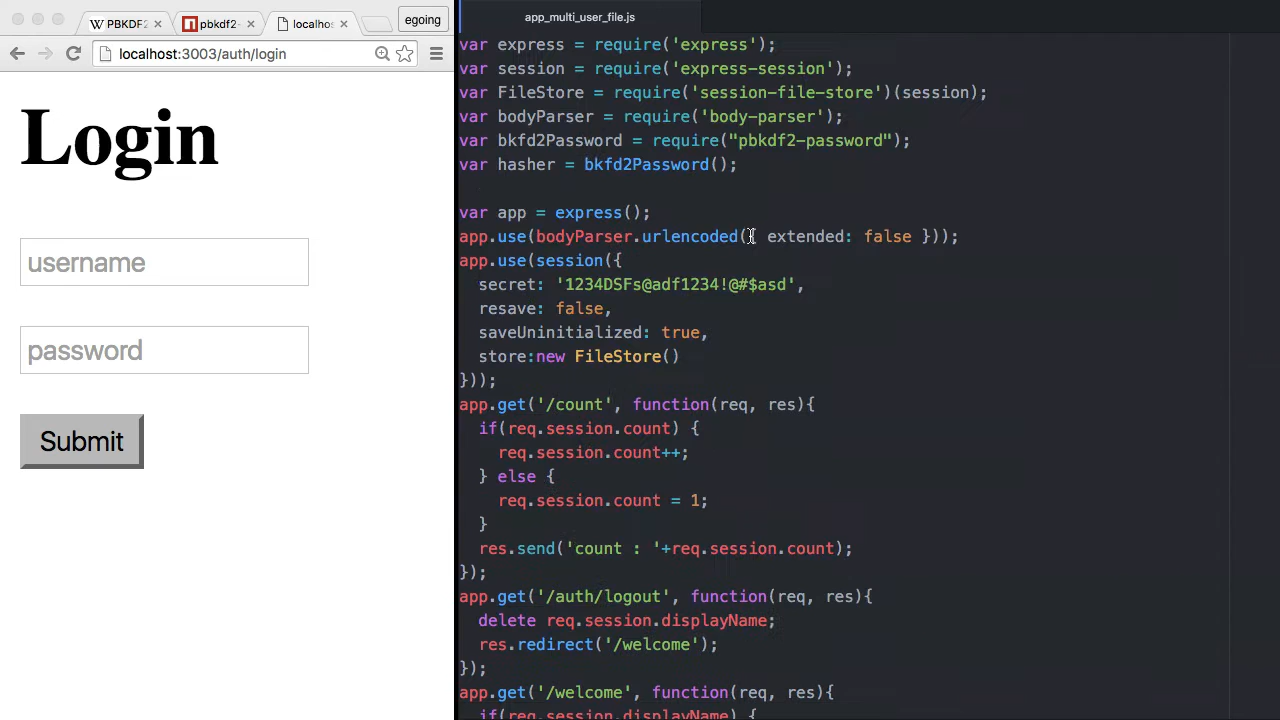 PBKDF2
pbkdf2-
localhos
egoing
localhost:3003/auth/login
Login
username
password
Submit
app_multi_user_file.js
var express = require('express');
var session = require('express-session');
var FileStore = require('session-file-store')(session);
var bodyParser = require('body-parser');
var bkfd2Password = require("pbkdf2-password");
var hasher = bkfd2Password();
var app = express();
app.use(bodyParser.urlencoded({ extended: false }));
app.use(session({
  secret: '1234DSFs@adf1234!@#$asd',
  resave: false,
  saveUninitialized: true,
  store:new FileStore()
}));
app.get('/count', function(req, res){
  if(req.session.count) {
    req.session.count++;
  } else {
    req.session.count = 1;
  }
  res.send('count : '+req.session.count);
});
app.get('/auth/logout', function(req, res){
  delete req.session.displayName;
  res.redirect('/welcome');
});
app.get('/welcome', function(req, res){
  if(req.session.displayName) {